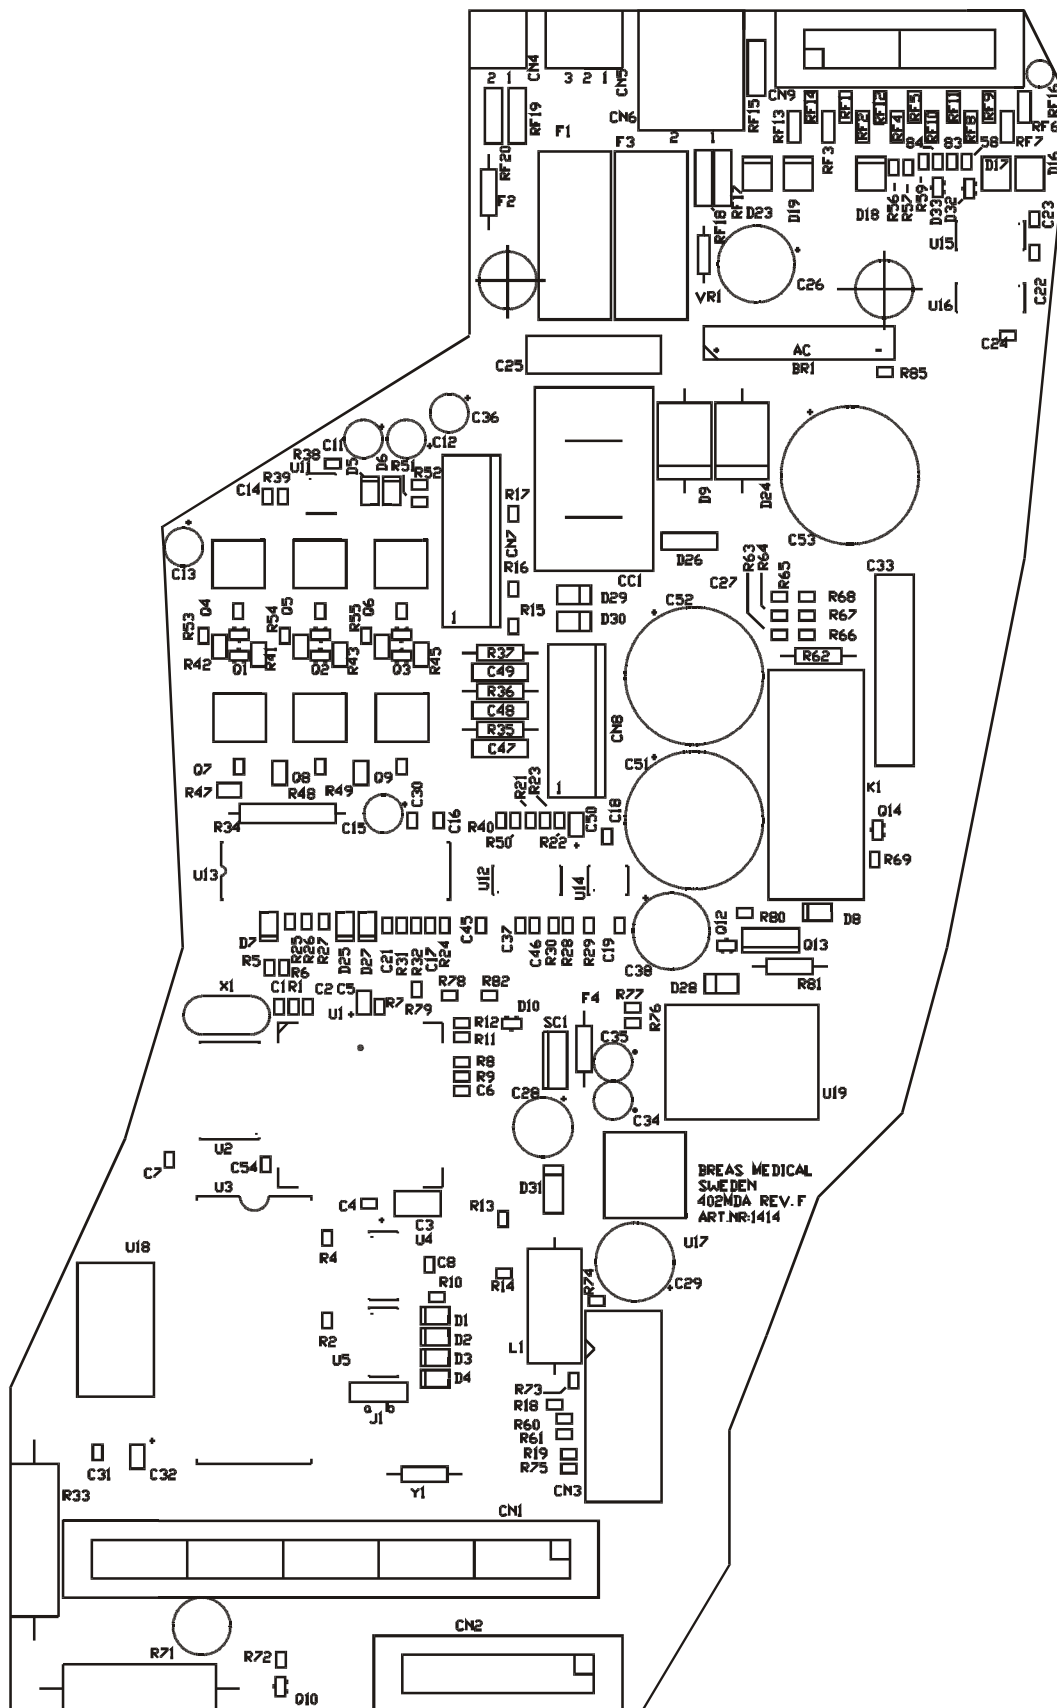 CN4
2 1
3 2 1
CN5
CN6
2 1
RF15
CN9
RF14
RF1
RF12
RF5
RF11
RF9
RF16
RF13
RF3
RF2
RF4
RF10
RF8
RF7
RF6
RF19
RF20
F1
F3
F2
84
83
58
RF17
RF18
D23
D19
D18
R56
R57
R59
D33
D32
D17
D16
C23
U15
VR1
C26
U16
C22
C24
C25
AC
+ -
BR1
R85
C36
C11
C12
R38
U11
D5
D6
R51
R52
C14
R39
R17
CN7
D9
D24
C53
C13
R16
CC1
D26
R63
R64
C27
R65
C33
Q4
R54
Q5
R55
Q6
R53
R15
D29
D30
C52
R68
R67
R66
R42
Q1
R41
Q2
R43
Q3
R45
1
R37
C49
R36
C48
R35
C47
CN8
R62
C51
K1
Q7
Q8
R49
Q9
R47
R48
C30
R34
C15
C16
R21
R23
1
R40
R50
R22
C50
C18
Q14
R69
U13
U12
U14
D7
R25
R26
R27
D25
D27
C21
R31
R32
C17
R24
C45
C37
C46
R30
R28
R29
C19
Q12
R80
D8
Q13
R5
R6
C38
R81
X1
C1
R1
C2
C5
U1
R7
R79
R78
R82
D10
F4
R77
R76
D28
R12
R11
SC1
C35
R8
R9
C6
C28
C34
U19
U2
C7
C54
U3
D31
BREAS MEDICAL
SWEDEN
402MDA REV.F
ART.NR:1414
C4
C3
R13
U4
U17
U18
R4
C8
R10
R14
R74
C29
R2
D1
D2
D3
D4
U5
L1
a b
J1
R73
R18
R60
R61
R19
R75
CN3
C31
C32
R33
Y1
CN1
CN2
R71
R72
Q10